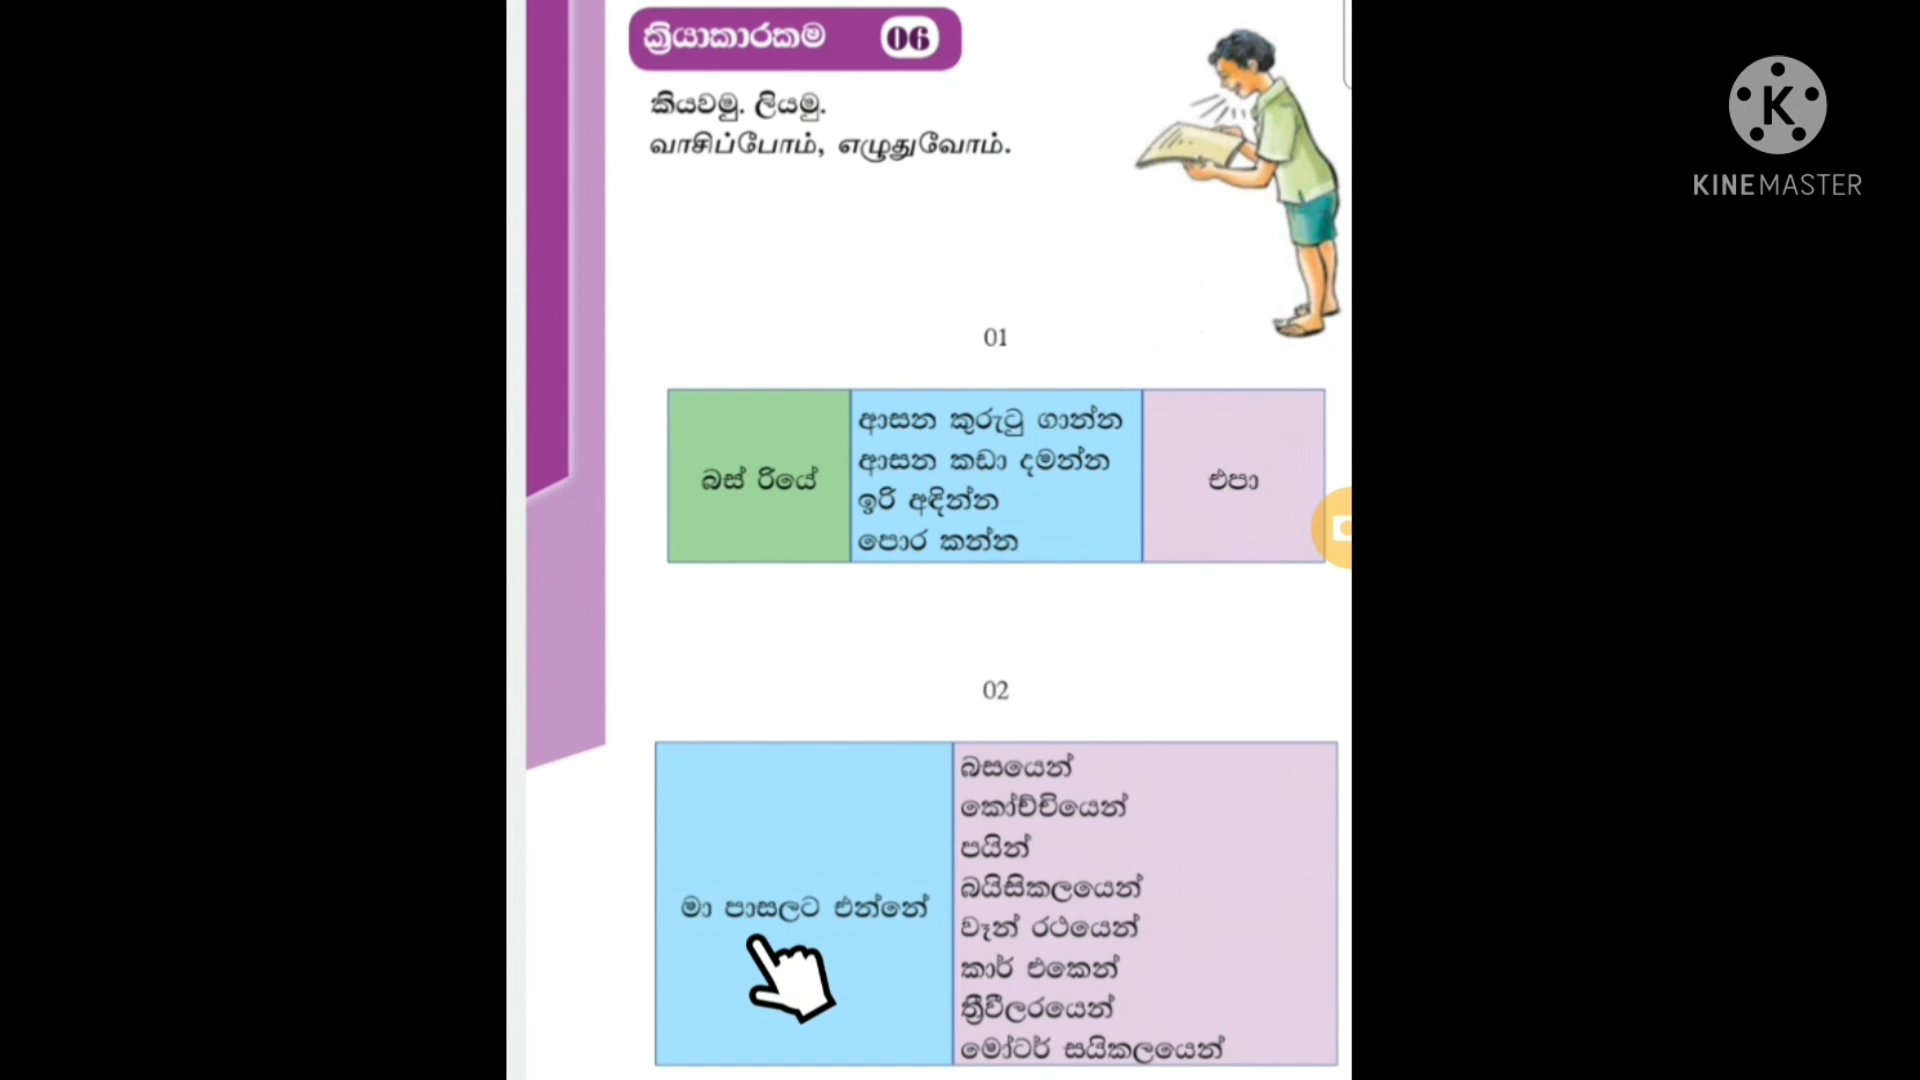 ක්‍රියාකාරකම 06
කියවමු. ලියමු.
வாசிப்போம், எழுதுவோம்.
KINEMASTER
01
බස් රියේ
ආසන කුරුටු ගාන්න
ආසන කඩා දමන්න
ඉරි අඳින්න
පොර කන්න
එපා
02
මා පාසලට එන්නේ
බසයෙන්
කෝච්චියෙන්
පයින්
බයිසිකලයෙන්
වෑන් රථයෙන්
කාර් එකෙන්
ත්‍රීවීලරයෙන්
මෝටර් සයිකලයෙන්